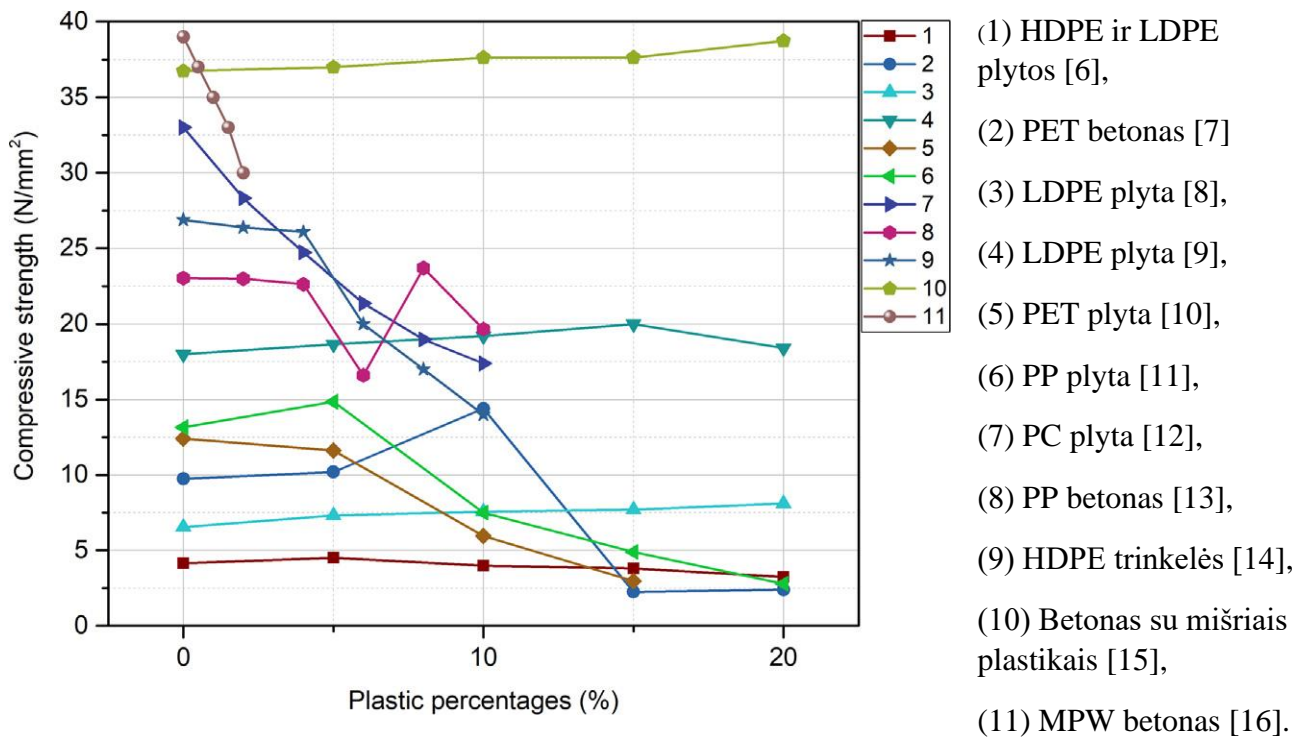 40
35
30
25
20
15
10
5
0
Compressive strength (N/mm²)
0
10
20
Plastic percentages (%)
1
2
3
4
5
6
7
8
9
10
11
(1) HDPE ir LDPE
plytos [6],
(2) PET betonas [7]
(3) LDPE plyta [8],
(4) LDPE plyta [9],
(5) PET plyta [10],
(6) PP plyta [11],
(7) PC plyta [12],
(8) PP betonas [13],
(9) HDPE trinkelės [14],
(10) Betonas su mišriais
plastikais [15],
(11) MPW betonas [16].